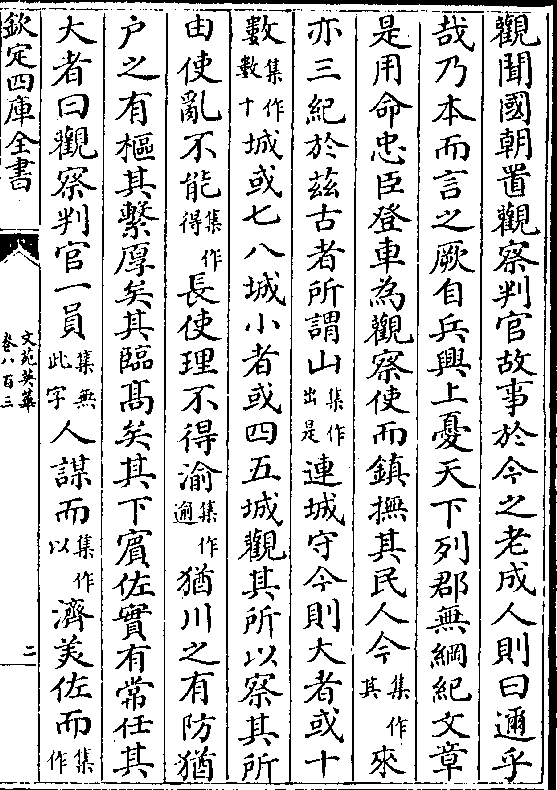 觀聞國朝置觀察判官故事於今之老成人則曰邇乎
哉乃本而言之厥自兵興上憂天下列郡無綱紀文章
是用命忠臣登車為觀察使而鎮撫其民人今集作其來
亦三紀於茲古者所謂山集作出是連城守今則大者或十
數集作數十城或七八城小者或四五城觀其所以察其所
由使亂不能集作得長使理不得渝集作遁猶川之有防猶
户之有樞其繫厚矣其臨髙矣其下賔佐實有常任其
大者曰觀察判官一員集無此字人謀而集作以濟美佐而集作
欽定四庫全書
文苑英華
卷八百三
二